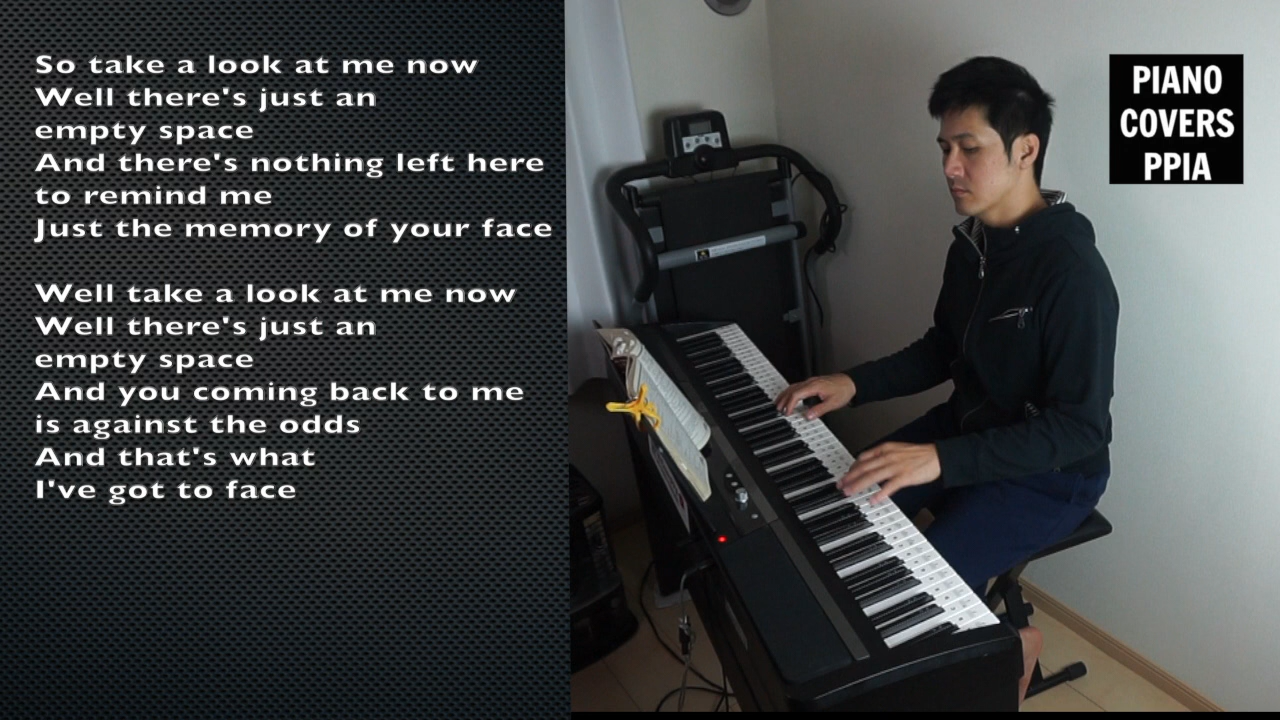 So take a look at me now
Well there's just an
empty space
And there's nothing left here
to remind me
Just the memory of your face
Well take a look at me now
Well there's just an
empty space
And you coming back to me
is against the odds
And that's what
I've got to face
PIANO
COVERS
PPIA